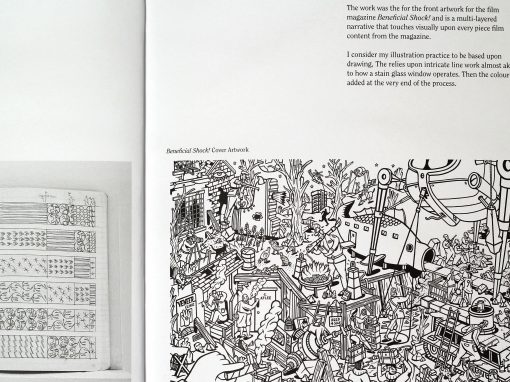 The work was the for the front artwork for the film
magazine Beneficial Shock! and is a multi-layered
narrative that touches visually upon every piece film
content from the magazine.
I consider my illustration practice to be based upon
drawing, The relies upon intricate line work almost ak
to how a stain glass window operates. Then the colour
added at the very end of the process.
Beneficial Shock! Cover Artwork